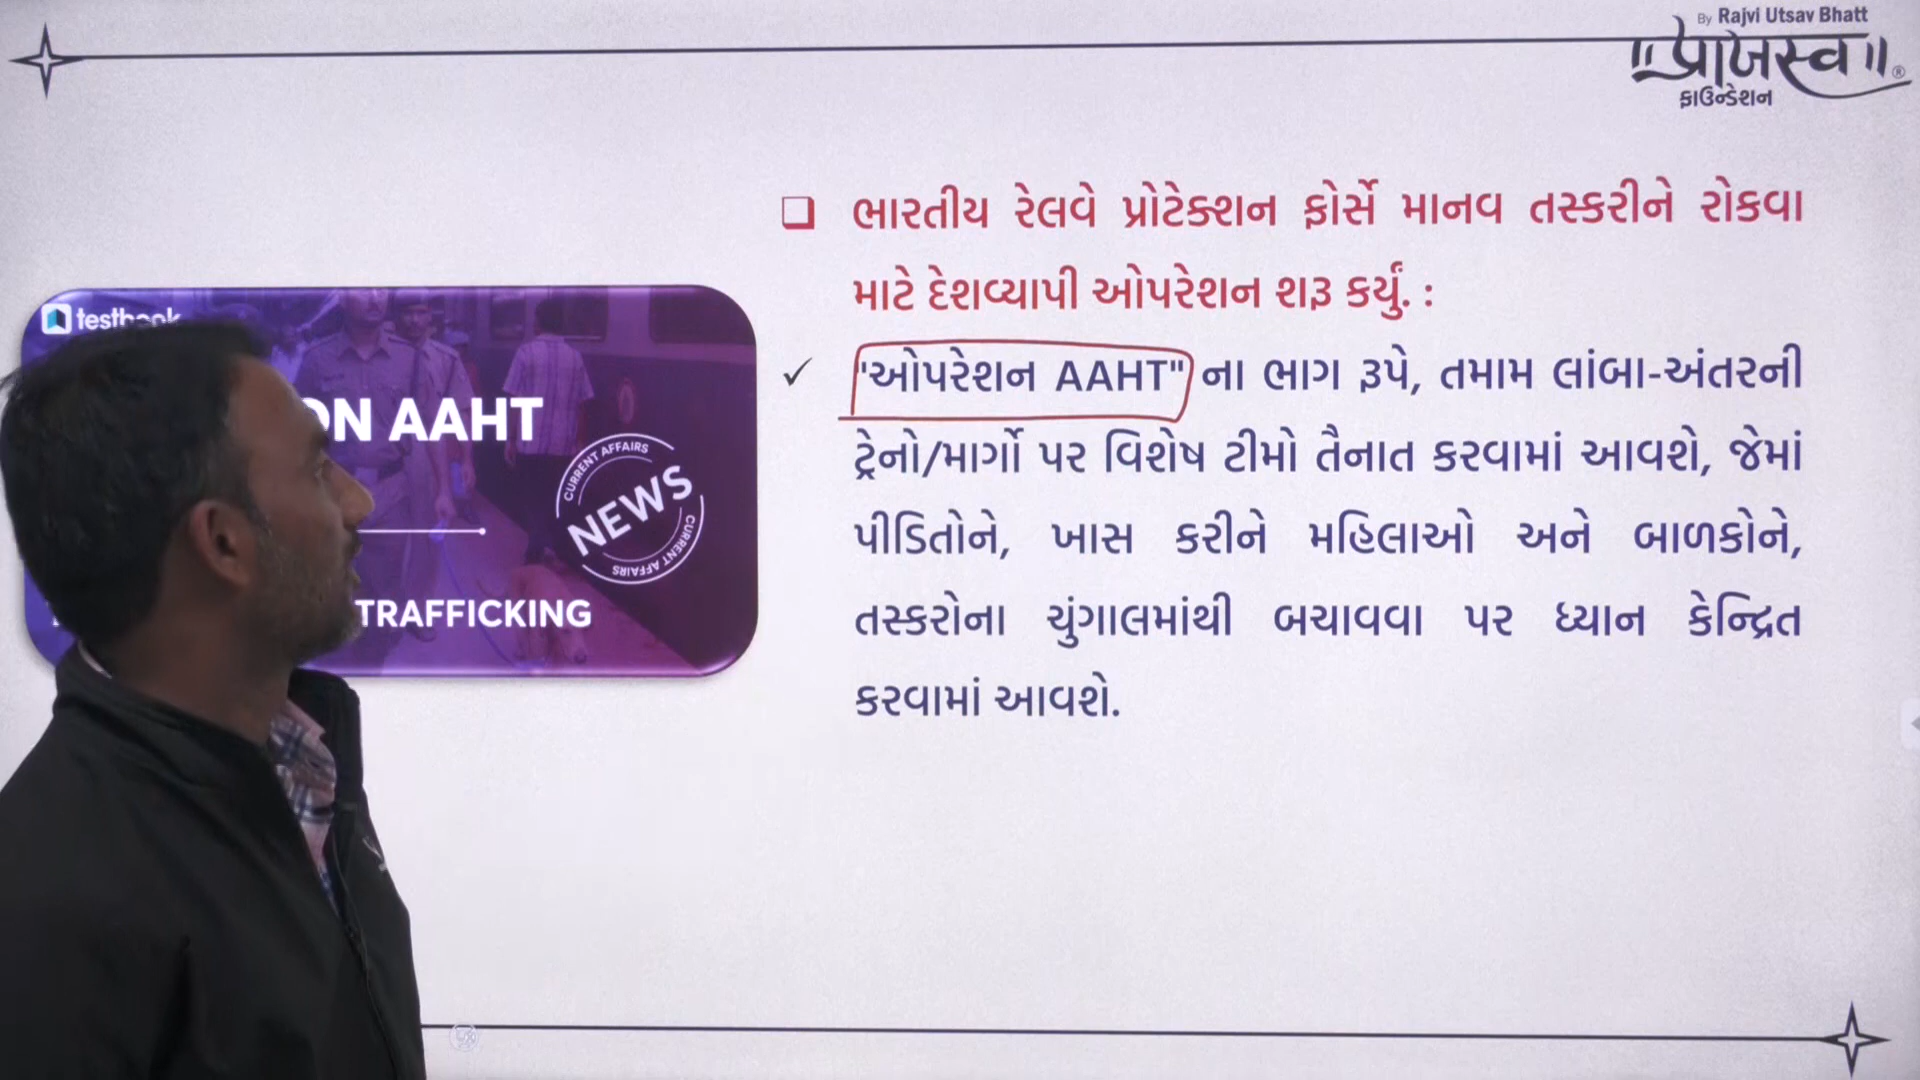 By Rajvi Utsav Bhatt
॥પ્રાજસ્વ॥®
ફાઉન્ડેશન
ભારતીય રેલવે પ્રોટેક્શન ફોર્સે માનવ તસ્કરીને રોકવા
માટે દેશવ્યાપી ઓપરેશન શરૂ કર્યું. :
"ઓપરેશન AAHT" ના ભાગ રૂપે, તમામ લાંબા-અંતરની
ટ્રેનો/માર્ગો પર વિશેષ ટીમો તૈનાત કરવામાં આવશે, જેમાં
પીડિતોને, ખાસ કરીને મહિલાઓ અને બાળકોને,
તસ્કરોના ચુંગાલમાંથી બચાવવા પર ધ્યાન કેન્દ્રિત
કરવામાં આવશે.
testbook
ON AAHT
CURRENT AFFAIRS
NEWS
CURRENT AFFAIRS
TRAFFICKING